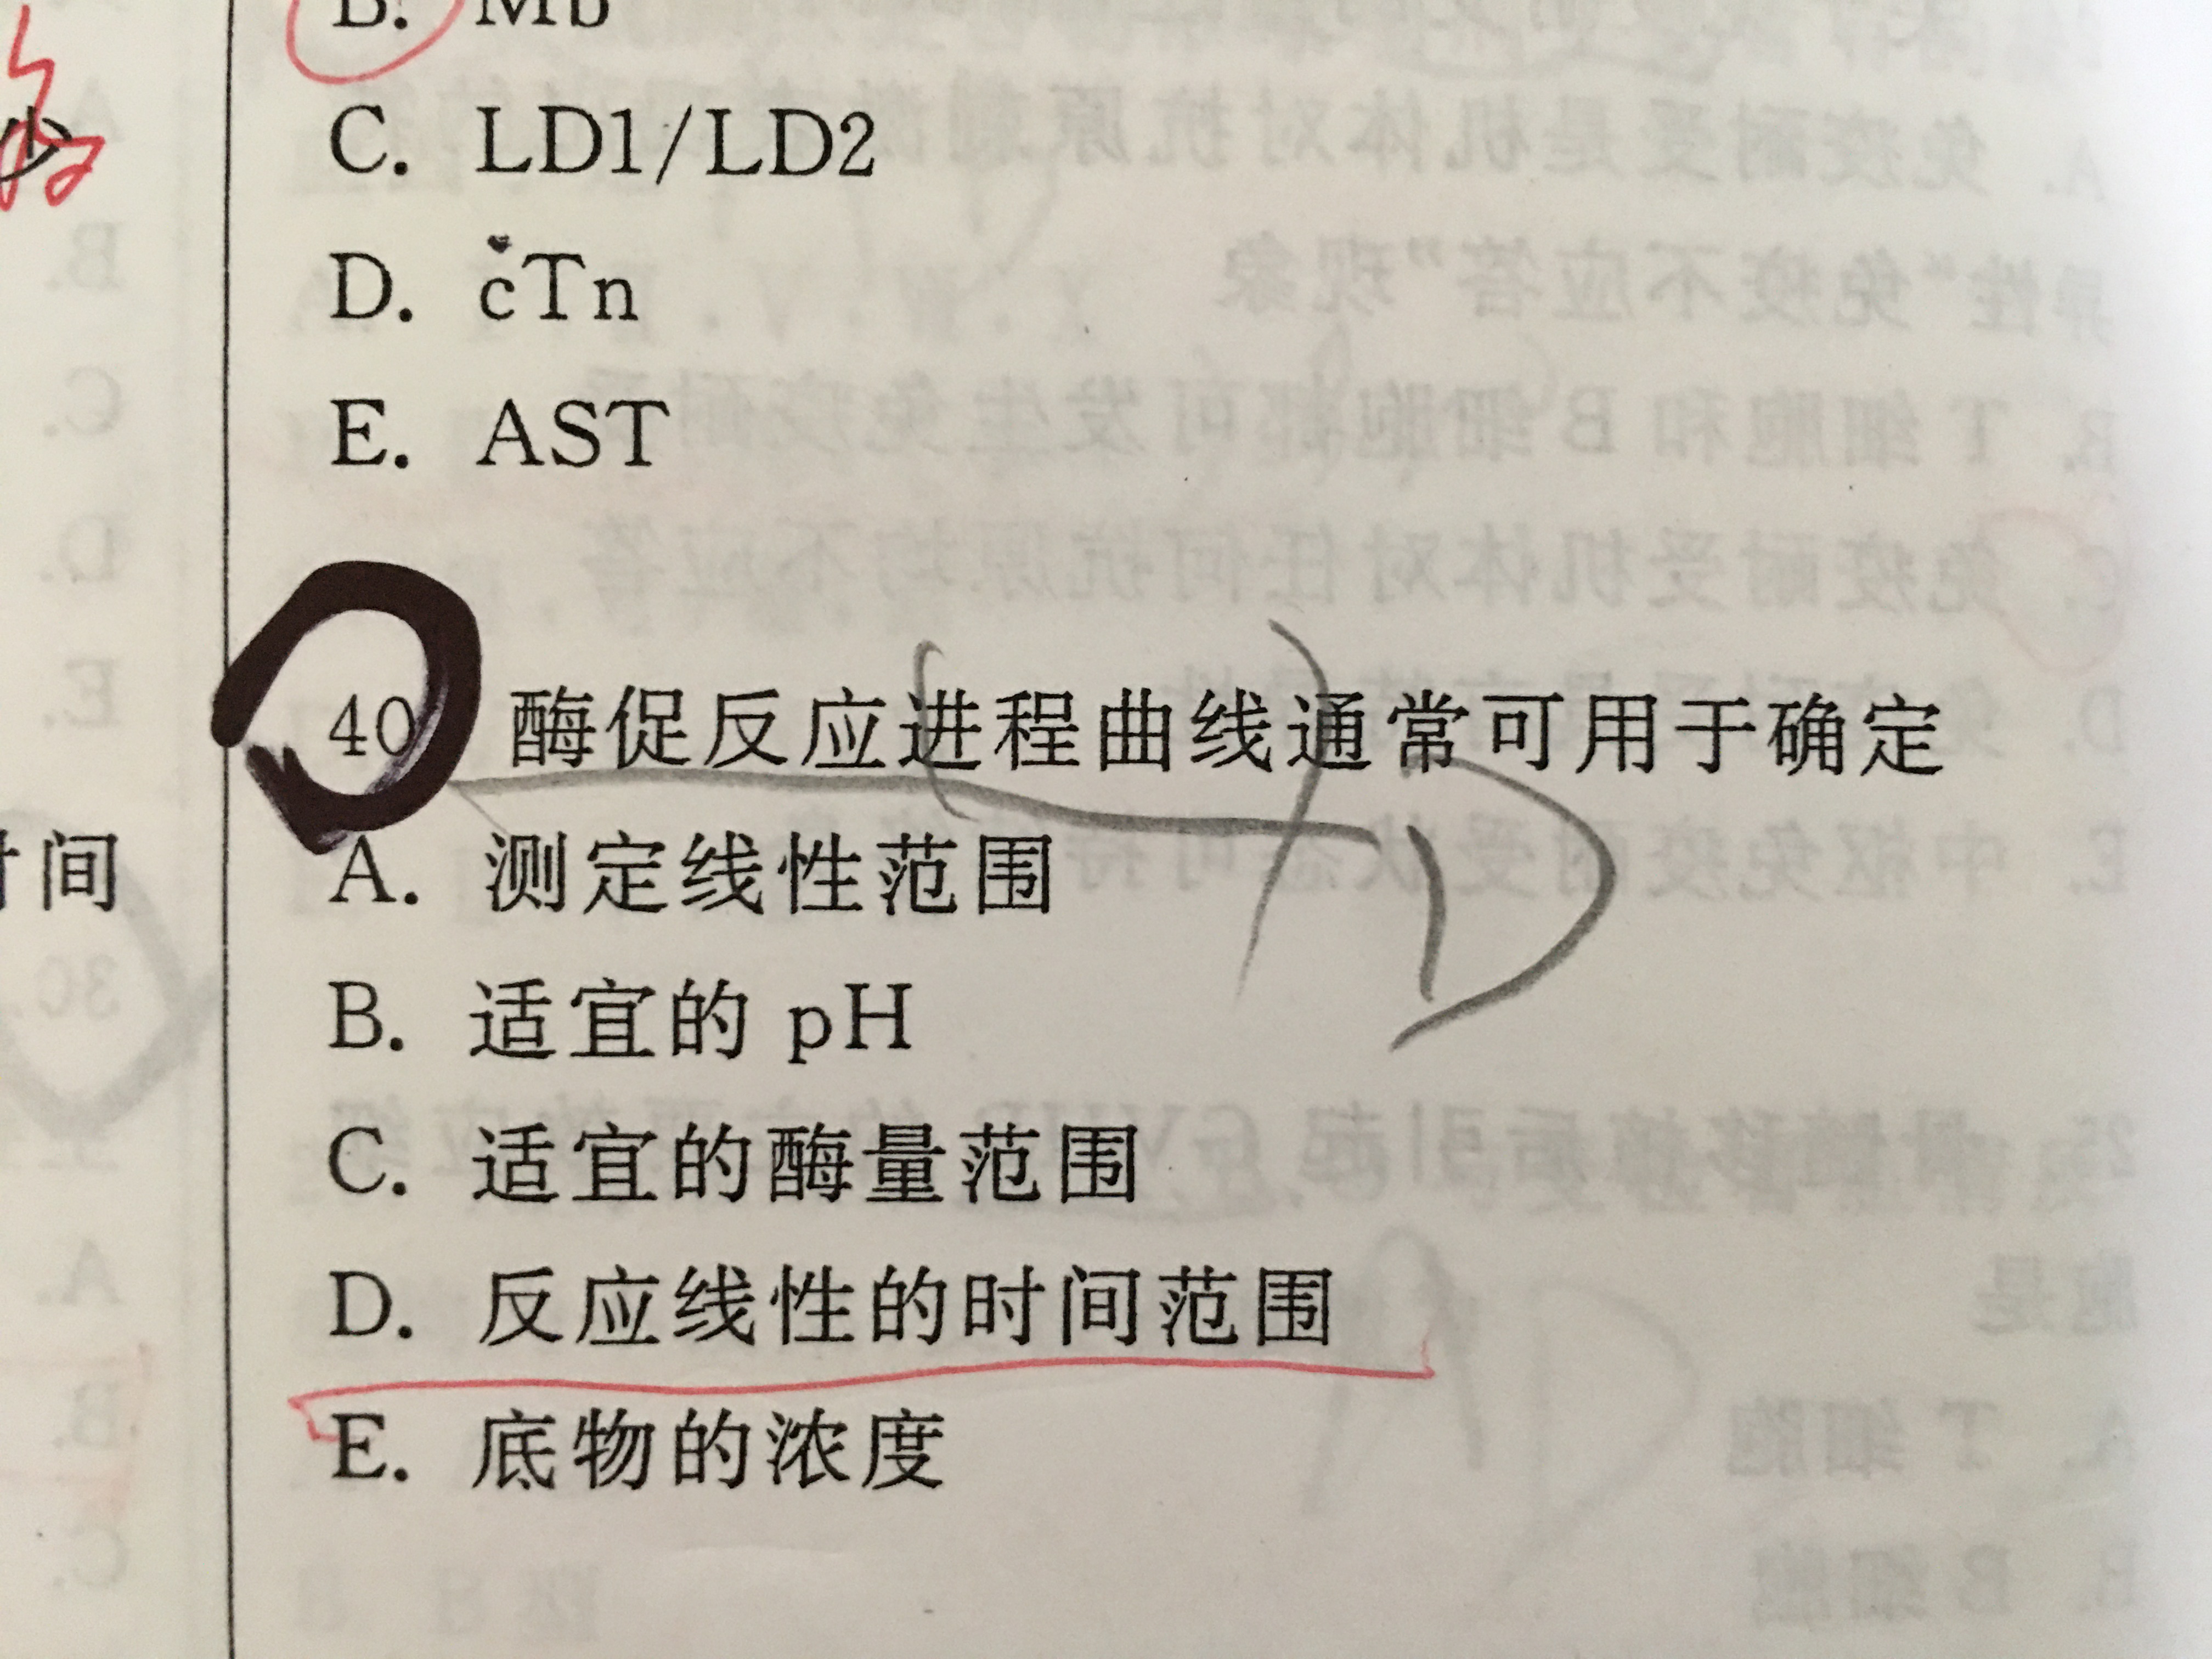 时间
B. Mb
C. LD1/LD2
D. cTn
E. AST
40 酶促反应进程曲线通常可用于确定
A. 测定线性范围
B. 适宜的 pH
C. 适宜的酶量范围
D. 反应线性的时间范围
E. 底物的浓度